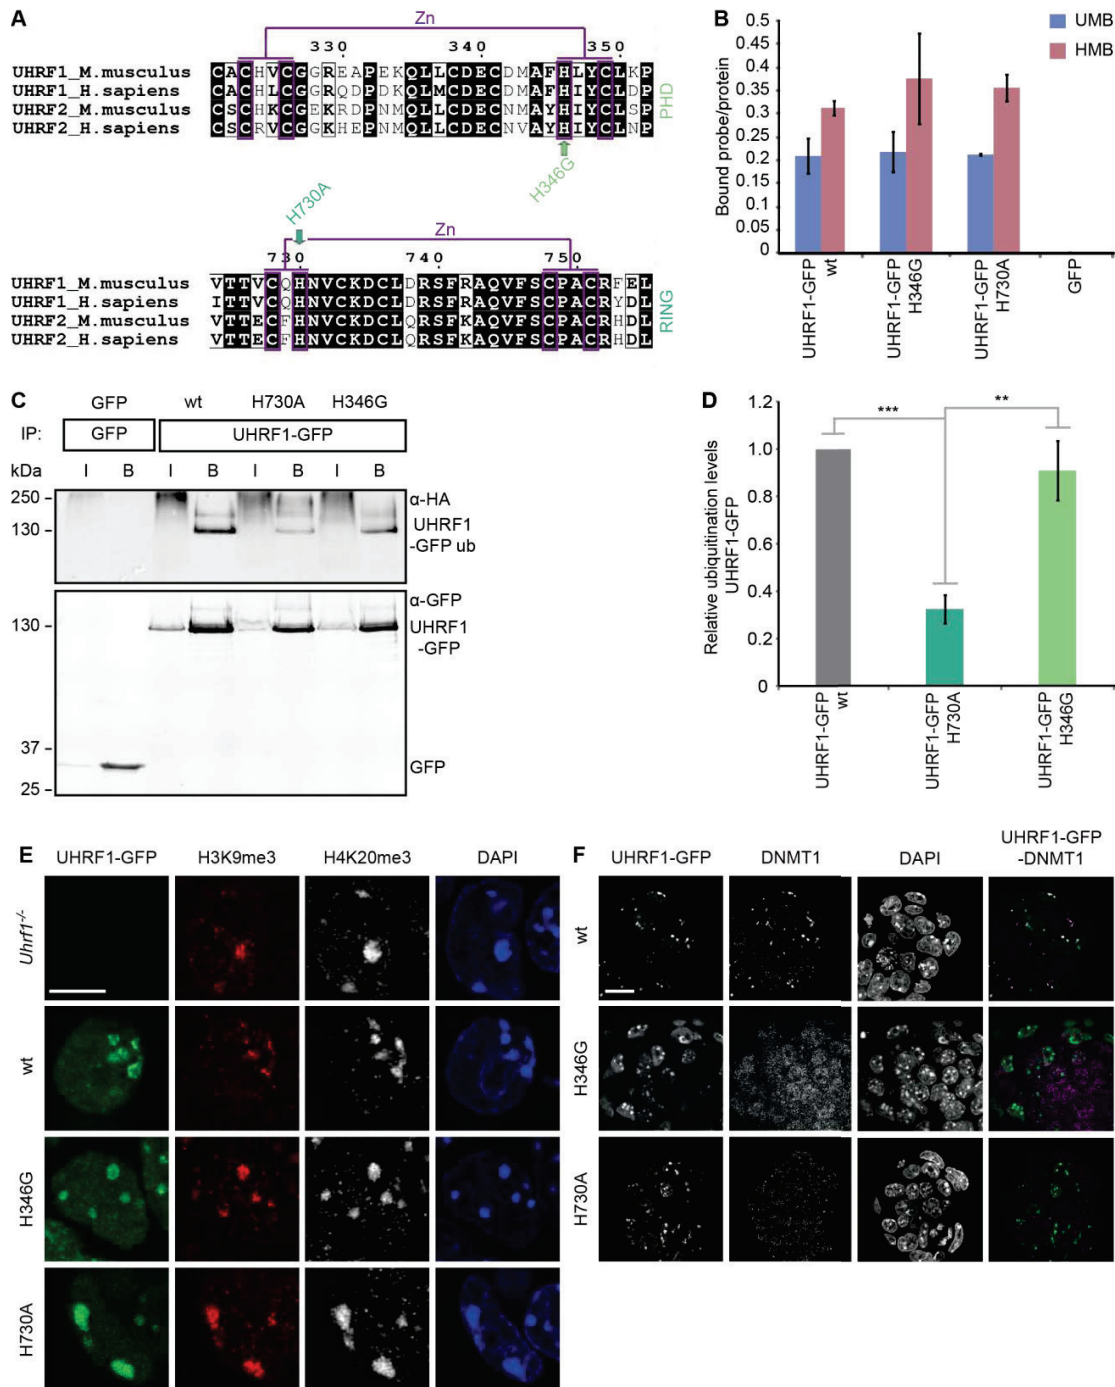 A
Zn
330 340 350
UHRF1_M.musculus CACHVCGGREAPEKQLLCDECDMAFHLYCLKP
UHRF1_H.sapiens CACHLCGGRQDPDKQLMCDECDMAFHIYCLDP
UHRF2_M.musculus CSCHKCGEKRDPNMQLLCDECNMAYHIYCLSP
UHRF2_H.sapiens CSCRVCGGKHEPNMQLLCDECNVAYHIYCLNP
PHD
H346G
H730A
Zn
730 740 750
UHRF1_M.musculus VTTVCQHNVCKDCLDRSFRAQVFSCPACRFEL
UHRF1_H.sapiens ITTVCQHNVCKDCLDRSFRAQVFSCPACRYDL
UHRF2_M.musculus VTTECFHNVCKDCLQRSFKAQVFSCPACRHDL
UHRF2_H.sapiens VTTECFHNVCKDCLQRSFKAQVFSCPACRHDL
RING
B
Bound probe/protein
0.5
0.45
0.4
0.35
0.3
0.25
0.2
0.15
0.1
0.05
0
UMB
HMB
UHRF1-GFP
wt
UHRF1-GFP
H346G
UHRF1-GFP
H730A
GFP
C
GFP wt H730A H346G
IP: GFP UHRF1-GFP
kDa I B I B I B I B
250
130
α-HA
UHRF1
-GFP ub
130
37
25
α-GFP
UHRF1
-GFP
GFP
D
Relative ubiquitination levels
UHRF1-GFP
1.2
1.0
0.8
0.6
0.4
0.2
0
***
**
UHRF1-GFP
wt
UHRF1-GFP
H730A
UHRF1-GFP
H346G
E
UHRF1-GFP H3K9me3 H4K20me3 DAPI
Uhrf1-/-
wt
H346G
H730A
F
UHRF1-GFP DNMT1 DAPI UHRF1-GFP
-DNMT1
wt
H346G
H730A